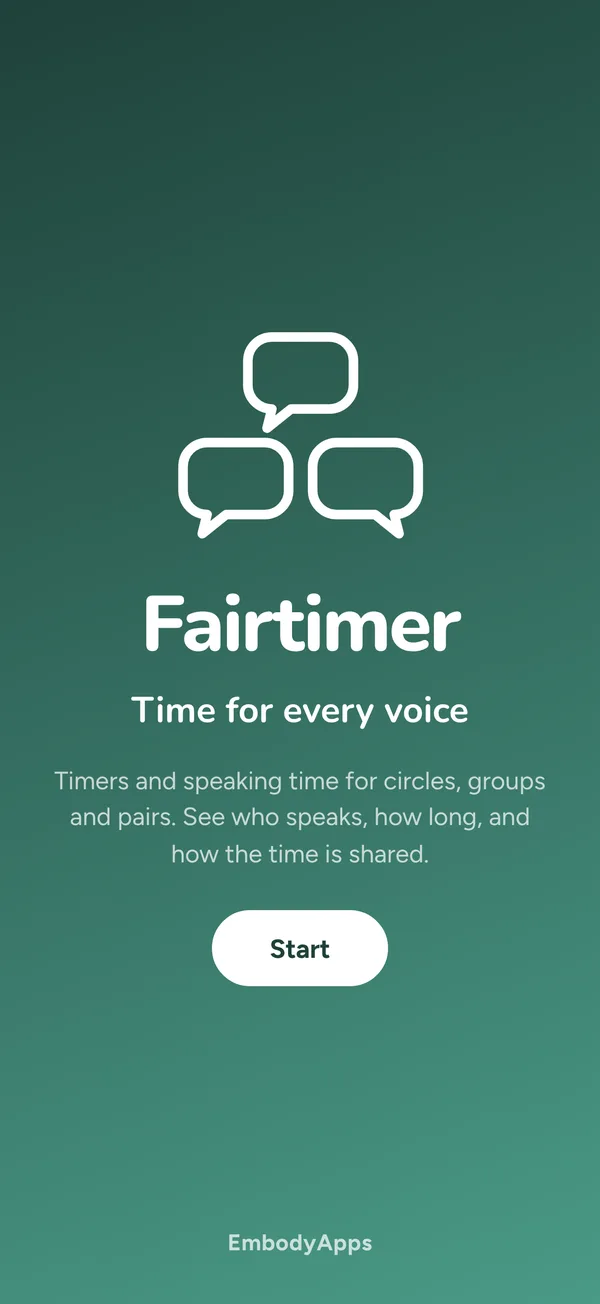 Fairtimer
Time for every voice
Timers and speaking time for circles, groups
and pairs. See who speaks, how long, and
how the time is shared.
Start
EmbodyApps